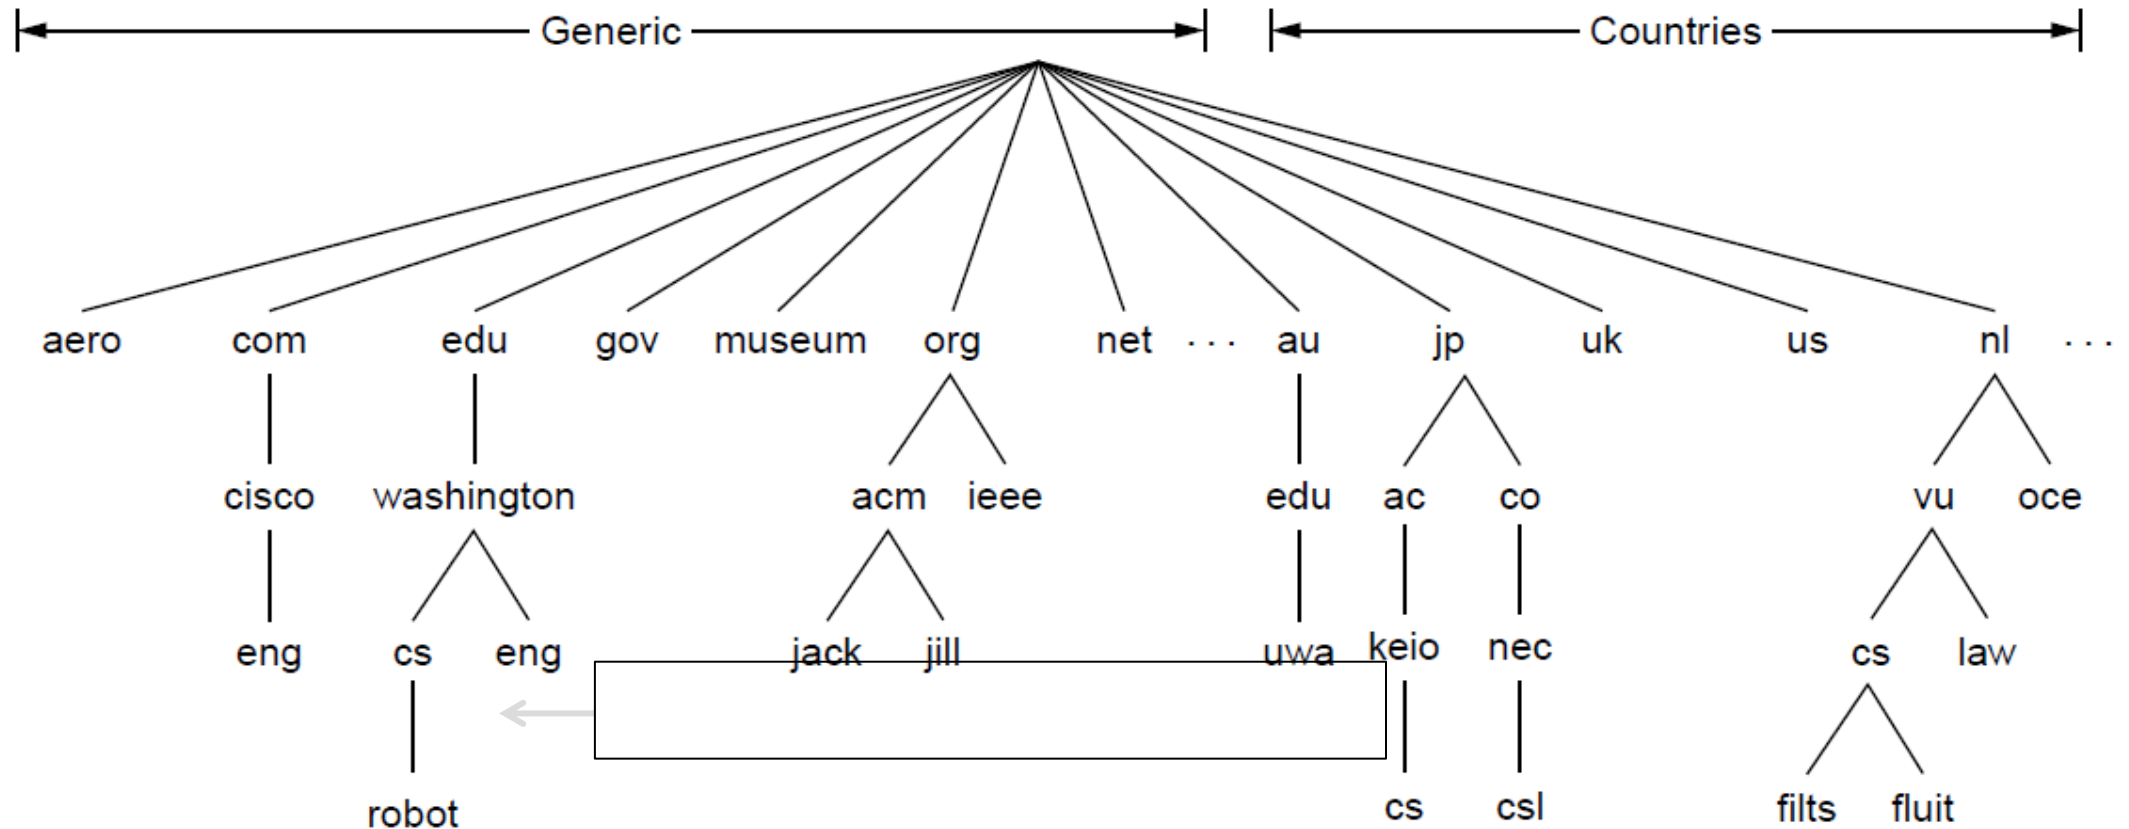 Generic Countries
aero com edu gov museum org net ... au jp uk us nl ...
cisco washington acm ieee edu ac co vu oce
eng cs eng jack jill uwa keio nec cs law
robot cs csl filts fluit